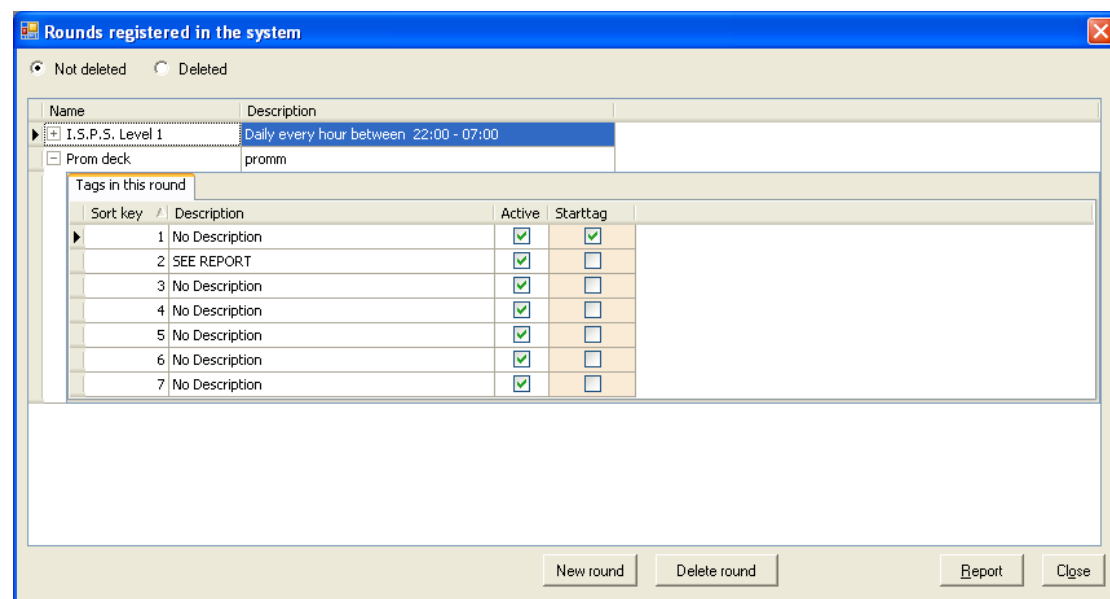 Rounds registered in the system
Not deleted Deleted
Name Description
I.S.P.S. Level 1 Daily every hour between 22:00 - 07:00
Prom deck promm
Tags in this round
Sort key Description Active Starttag
1 No Description
2 SEE REPORT
3 No Description
4 No Description
5 No Description
6 No Description
7 No Description
New round Delete round Report Close